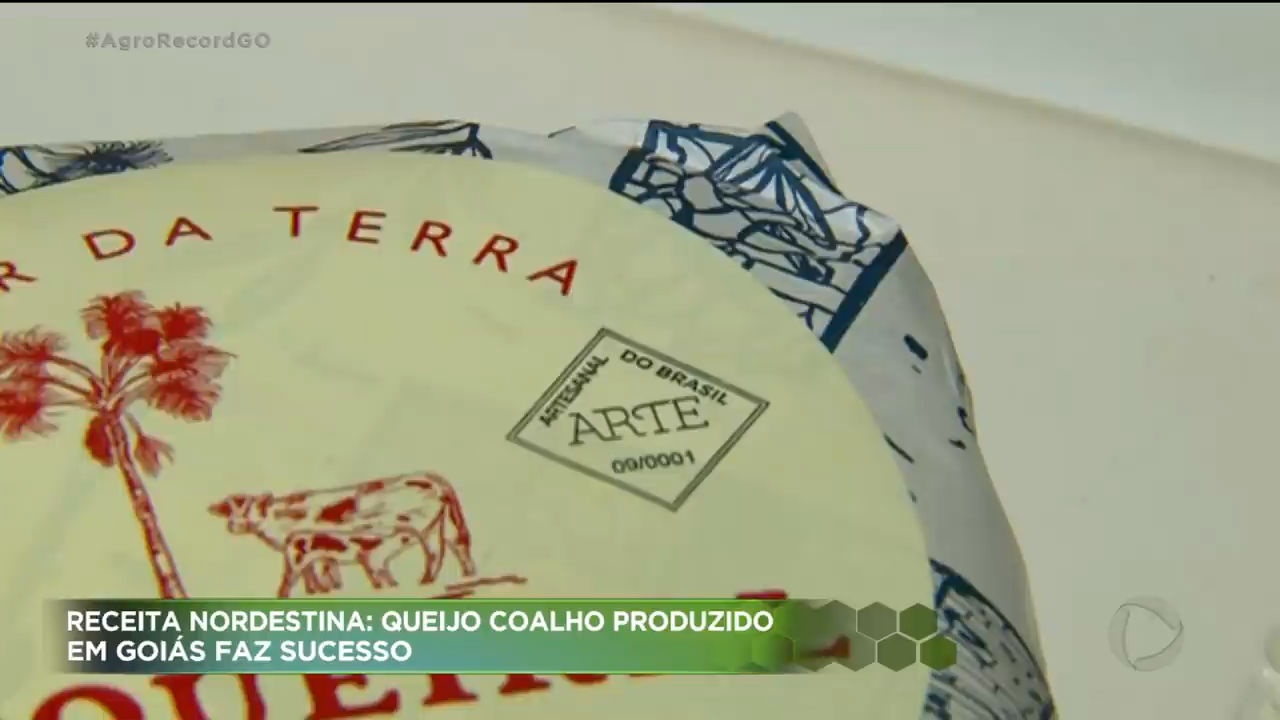 #AgroRecordGO
DA TERRA
ARTESANAL
DO BRASIL
ARTE
09/0001
RECEITA NORDESTINA: QUEIJO COALHO PRODUZIDO
EM GOIÁS FAZ SUCESSO